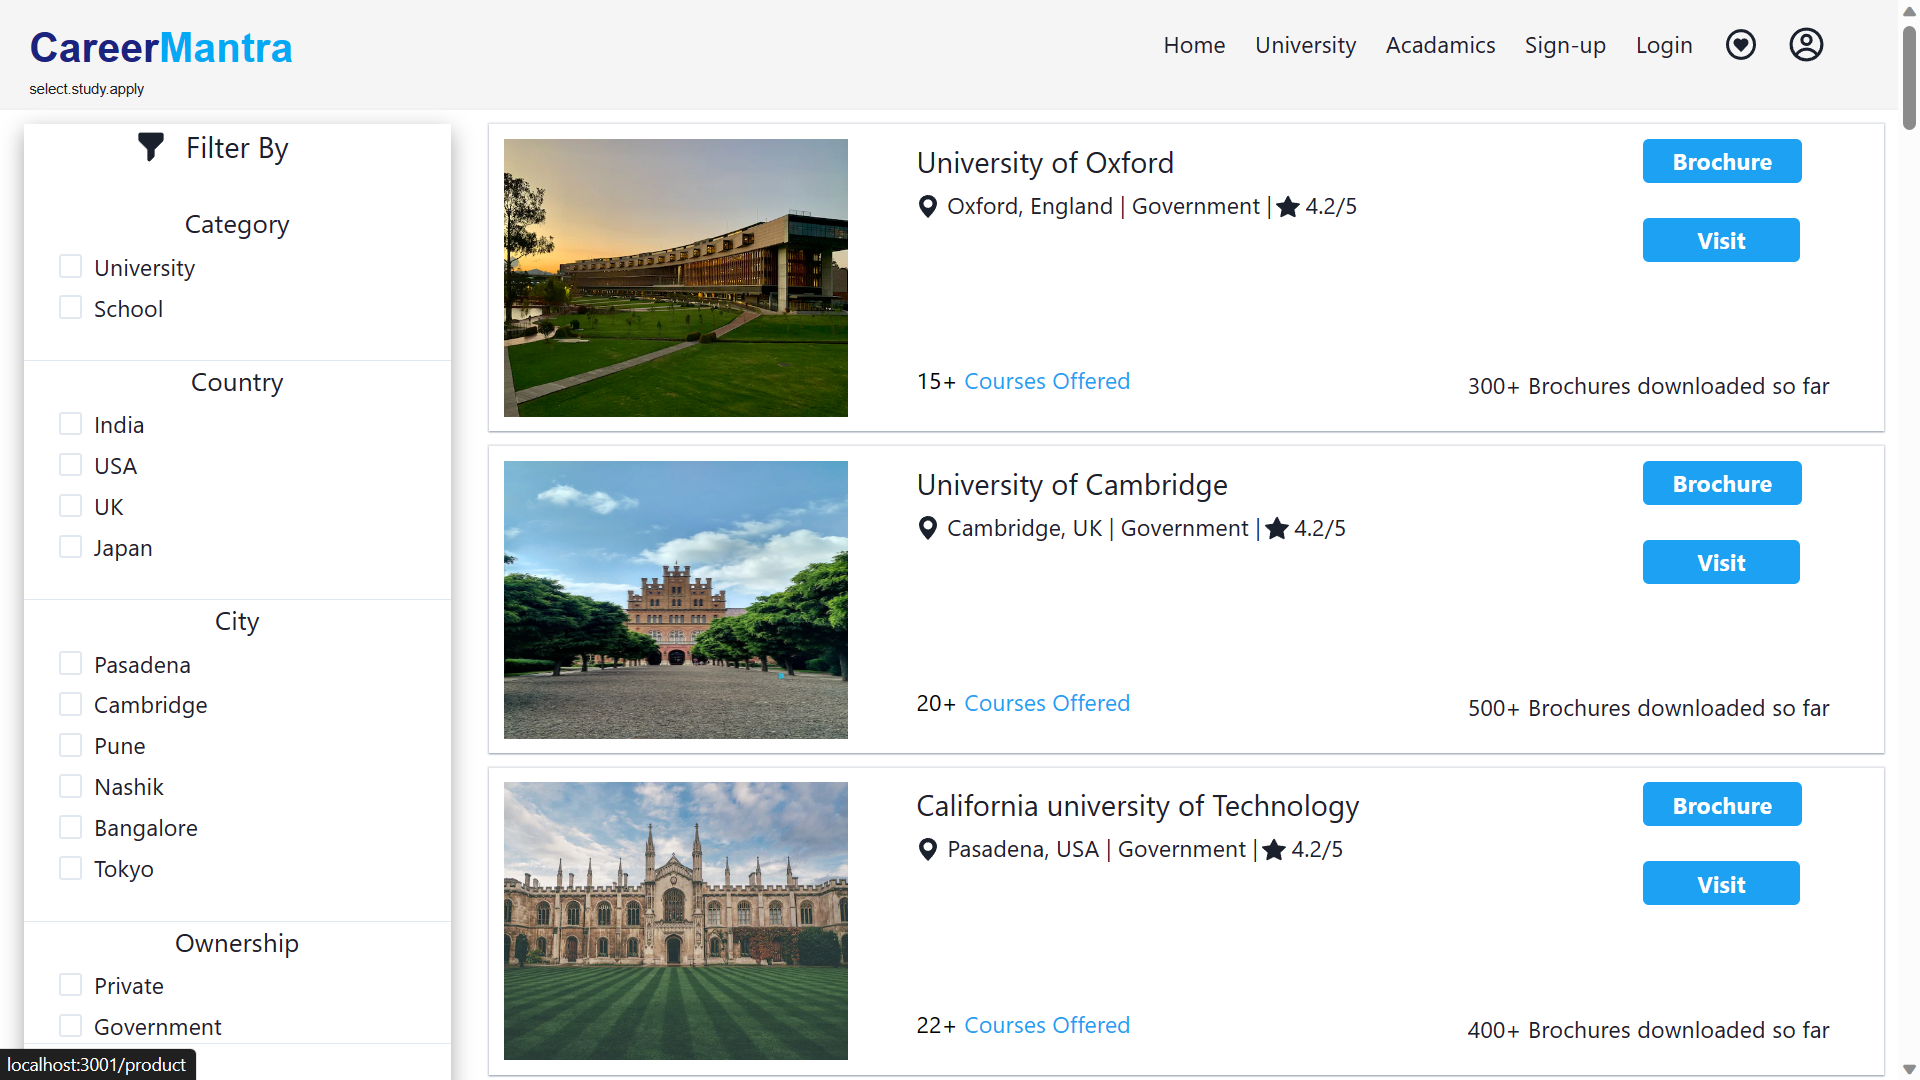 CareerMantra
select.study.apply
Home University Acadamics Sign-up Login
Filter By
Category
University
School
Country
India
USA
UK
Japan
City
Pasadena
Cambridge
Pune
Nashik
Bangalore
Tokyo
Ownership
Private
Government
University of Oxford
Oxford, England | Government | 4.2/5
Brochure
Visit
15+ Courses Offered
300+ Brochures downloaded so far
University of Cambridge
Cambridge, UK | Government | 4.2/5
Brochure
Visit
20+ Courses Offered
500+ Brochures downloaded so far
California university of Technology
Pasadena, USA | Government | 4.2/5
Brochure
Visit
22+ Courses Offered
400+ Brochures downloaded so far
localhost:3001/product